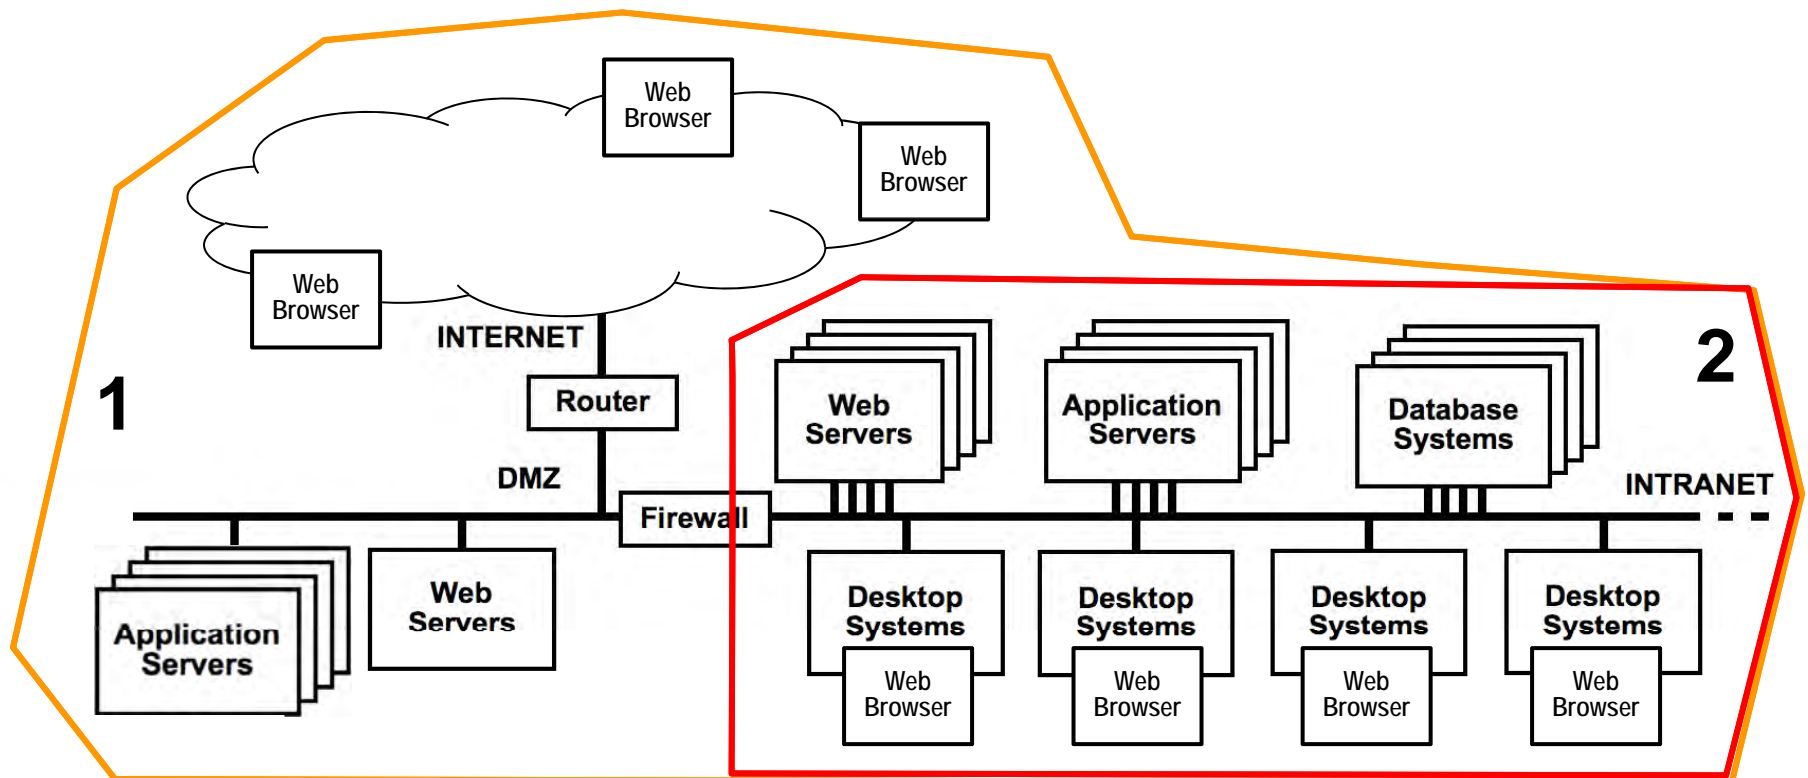 Web
Browser
Web
Browser
Web
Browser
INTERNET
1
Router
DMZ
Firewall
Application
Servers
Web
Servers
2
Web
Servers
Application
Servers
Database
Systems
INTRANET
Desktop
Systems
Web
Browser
Desktop
Systems
Web
Browser
Desktop
Systems
Web
Browser
Desktop
Systems
Web
Browser